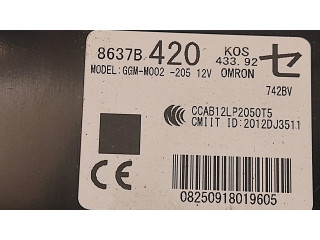 8637B 420 KOS 433.92 セ
MODEL:GGM-M002 -205 12V OMRON
742BV
CCAB12LP2050T5
CMIIT ID:2012DJ3511
CE
08250918019605